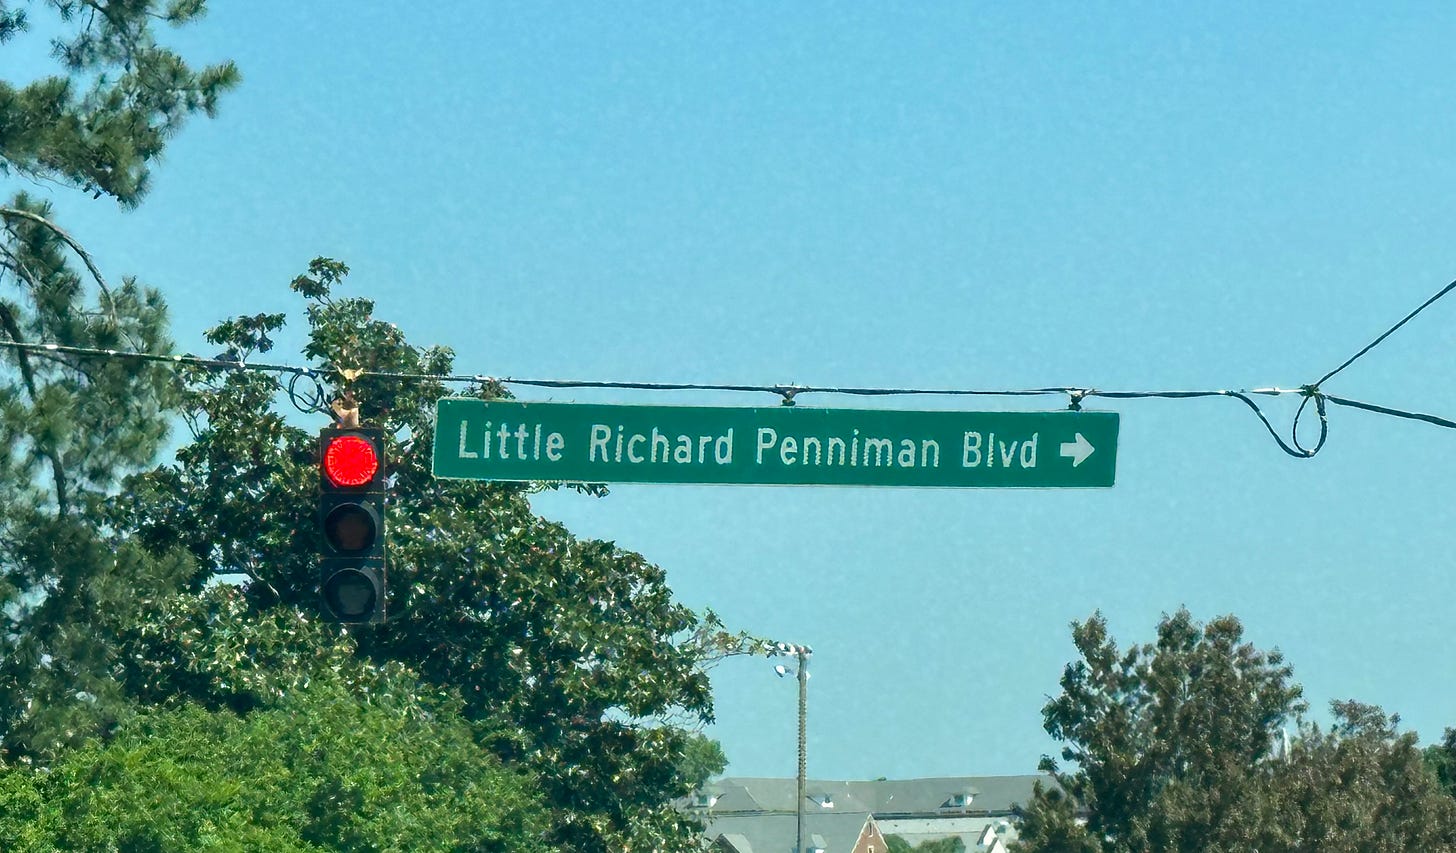 Little Richard Penniman Blvd →